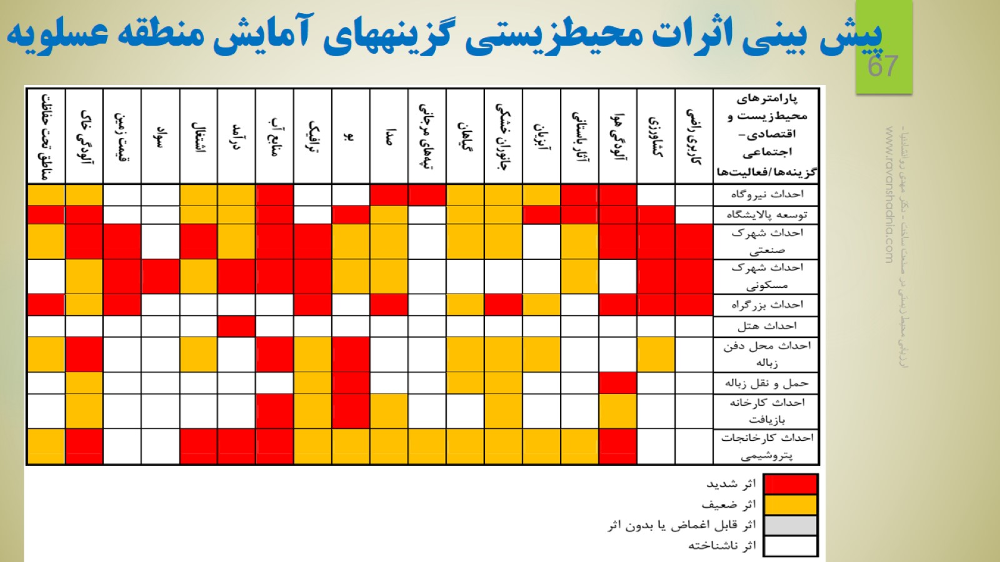 پیش بینی اثرات محیطزیستی گزینههای آمایش منطقه عسلویه
67
پارامترهای
محیط‌زیست و
اقتصادی-
اجتماعی
گزینه‌ها/فعالیت‌ها
کاربری راضی
کشاورزی
آلودگی هوا
آثار باستانی
آبزیان
جانوران خشکی
گیاهان
تپه‌های مرجانی
صدا
بو
ترافیک
منابع آب
درآمد
اشتغال
سواد
قیمت زمین
آلودگی خاک
مناطق تحت حفاظت
احداث نیروگاه
توسعه پالایشگاه
احداث شهرک
صنعتی
احداث شهرک
مسکونی
احداث بزرگراه
احداث هتل
احداث محل دفن
زباله
حمل و نقل زباله
احداث کارخانه
بازیافت
احداث کارخانجات
پتروشیمی
اثر شدید
اثر ضعیف
اثر قابل اغماض یا بدون اثر
اثر ناشناخته
ارزیابی محیط زیستی در صنعت ساخت - دکتر مهدی روانشادنیا -
www.ravanshadnia.com